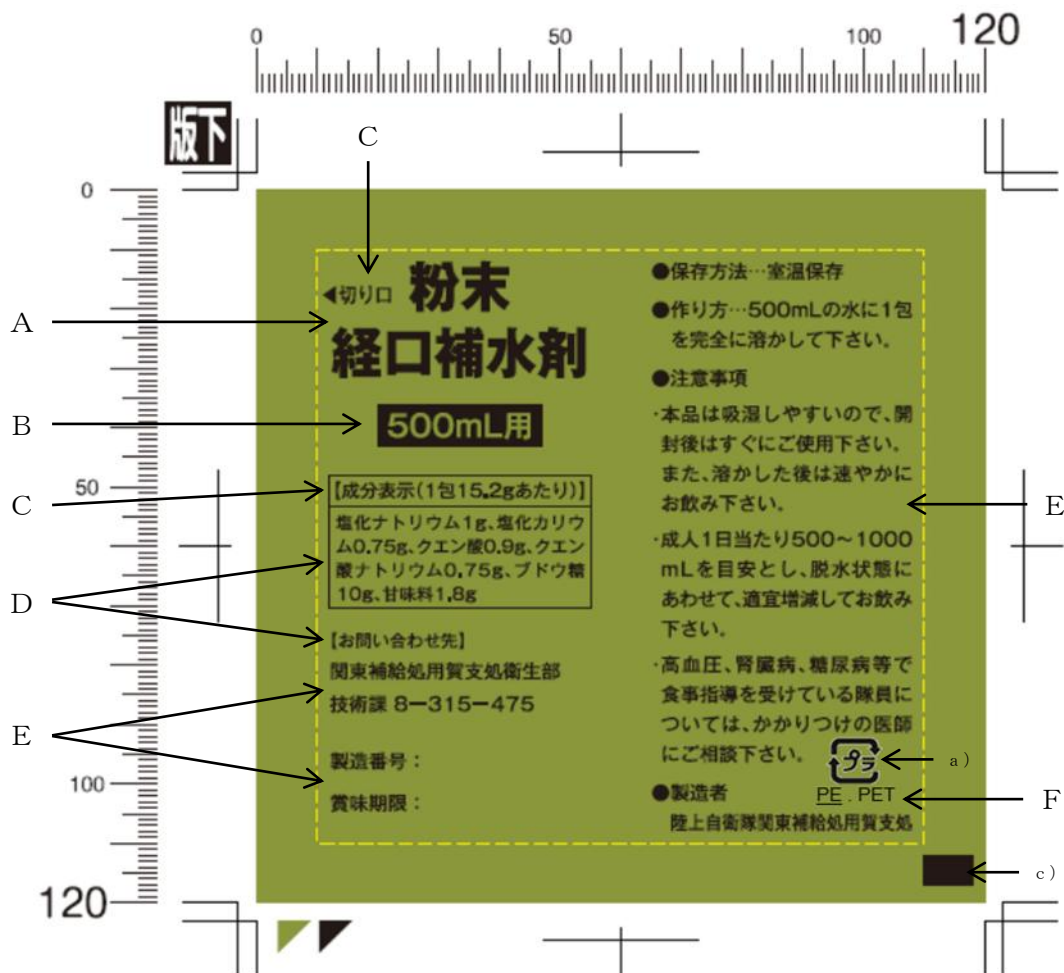 0
50
100
120
版下
C
0
50
100
120
A
B
C
D
E
◀切り口 粉末
経口補水剤
500mL用
【成分表示(1包15.2gあたり)】
塩化ナトリウム1g、塩化カリウ
ム0.75g、クエン酸0.9g、クエン
酸ナトリウム0.75g、ブドウ糖
10g、甘味料1.8g
【お問い合わせ先】
関東補給処用賀支処衛生部
技術課 8−315−475
製造番号：
賞味期限：
●保存方法…室温保存
●作り方…500mLの水に1包
を完全に溶かして下さい。
●注意事項
・本品は吸湿しやすいので、開
封後はすぐにご使用下さい。
また、溶かした後は速やかに
お飲み下さい。
・成人1日当たり500〜1000
mLを目安とし、脱水状態に
あわせて、適宜増減してお飲み
下さい。
・高血圧、腎臓病、糖尿病等で
食事指導を受けている隊員に
ついては、かかりつけの医師
にご相談下さい。
プラ
PE . PET
●製造者
陸上自衛隊関東補給処用賀支処
E
a)
F
c)